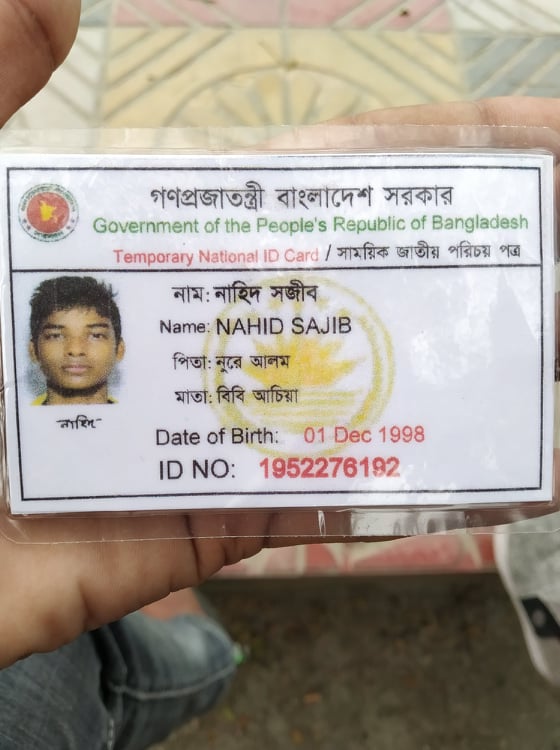 গণপ্রজাতন্ত্রী বাংলাদেশ সরকার
Government of the People's Republic of Bangladesh
Temporary National ID Card / সাময়িক জাতীয় পরিচয় পত্র
নাম: নাহিদ সজীব
Name: NAHID SAJIB
পিতা: নুরে আলম
মাতা: বিবি আচিয়া
নাহিদ
Date of Birth: 01 Dec 1998
ID NO: 1952276192